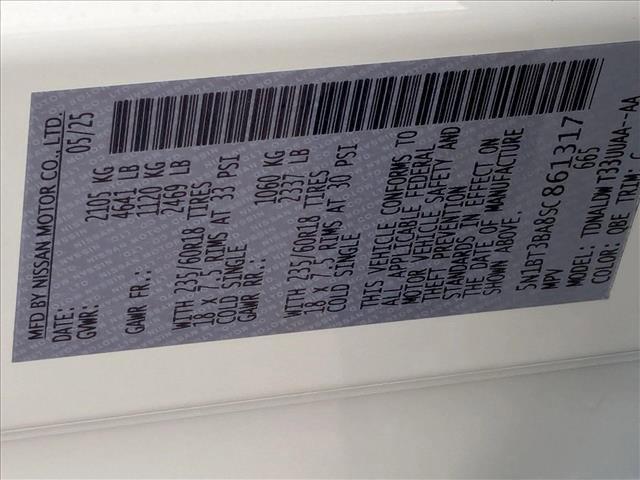 MFD BY NISSAN MOTOR CO., LTD.
DATE: 05/25
GVWR: 2105 KG
4641 LB
GAWR FR.: 1120 KG
2469 LB
WITH 235/60R18 TIRES
18 X 7.5 RIMS AT 33 PSI
COLD SINGLE
GAWR RR.: 1060 KG
2337 LB
WITH 235/60R18 TIRES
18 X 7.5 RIMS AT 30 PSI
COLD SINGLE
THIS VEHICLE CONFORMS TO
ALL APPLICABLE FEDERAL
MOTOR VEHICLE SAFETY AND
THEFT PREVENTION
STANDARDS IN EFFECT ON
THE DATE OF MANUFACTURE
SHOWN ABOVE.
5N1BT3BA8SC861317
MPV 665
MODEL: TDNALDW T33UUAA--AA
COLOR: QBE TRIM: